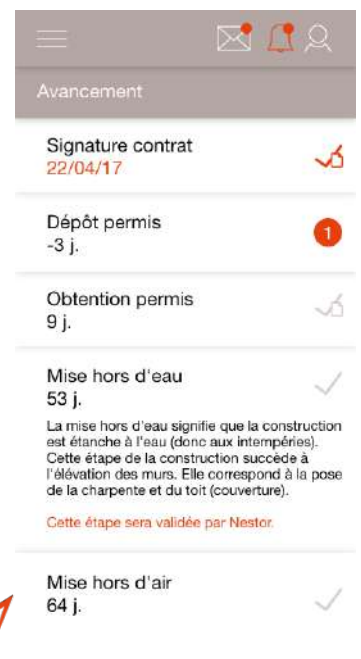 Avancement
Signature contrat
22/04/17
Dépôt permis
-3 j.
1
Obtention permis
9 j.
Mise hors d'eau
53 j.
La mise hors d'eau signifie que la construction
est étanche à l'eau (donc aux intempéries).
Cette étape de la construction succède à
l'élévation des murs. Elle correspond à la pose
de la charpente et du toit (couverture).
Cette étape sera validée par Nestor.
Mise hors d'air
64 j.